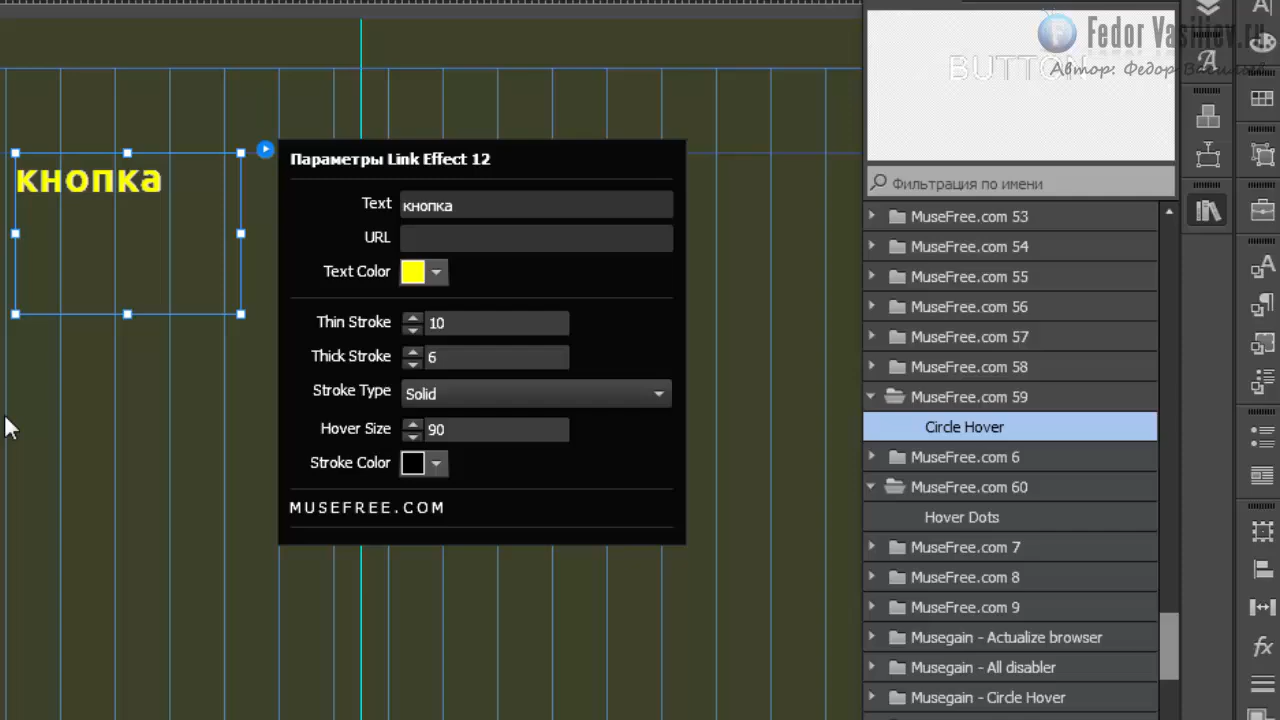 Fedor Vasiliev.ru
BUTTON
Автор: Федор Васильев
кнопка
Параметры Link Effect 12
Text кнопка
URL
Text Color
Thin Stroke 10
Thick Stroke 6
Stroke Type Solid
Hover Size 90
Stroke Color
MUSEFREE.COM
Фильтрация по имени
MuseFree.com 53
MuseFree.com 54
MuseFree.com 55
MuseFree.com 56
MuseFree.com 57
MuseFree.com 58
MuseFree.com 59
Circle Hover
MuseFree.com 6
MuseFree.com 60
Hover Dots
MuseFree.com 7
MuseFree.com 8
MuseFree.com 9
Musegain - Actualize browser
Musegain - All disabler
Musegain - Circle Hover